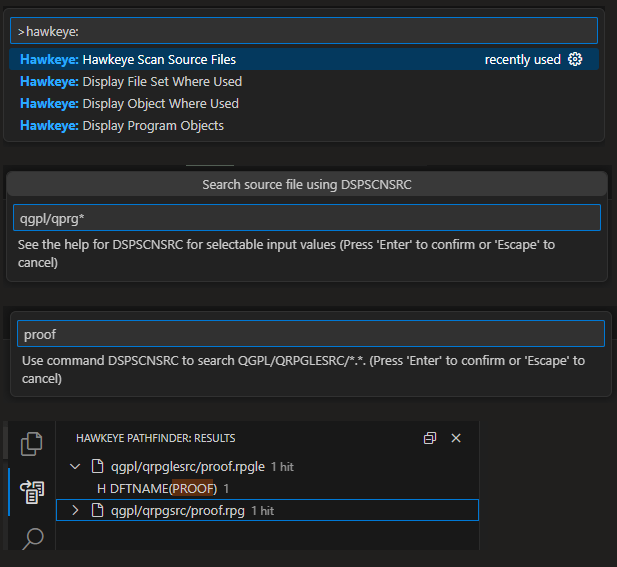 >hawkeye:
Hawkeye: Hawkeye Scan Source Files recently used
Hawkeye: Display File Set Where Used
Hawkeye: Display Object Where Used
Hawkeye: Display Program Objects
Search source file using DSPSCNSRC
qgpl/qprg*
See the help for DSPSCNSRC for selectable input values (Press 'Enter' to confirm or 'Escape' to
cancel)
proof
Use command DSPSCNSRC to search QGPL/QRPGLESRC/*.*. (Press 'Enter' to confirm or 'Escape' to
cancel)
HAWKEYE PATHFINDER: RESULTS
qgpl/qrpglesrc/proof.rpgle 1 hit
H DFTNAME(PROOF) 1
qgpl/qrpgsrc/proof.rpg 1 hit